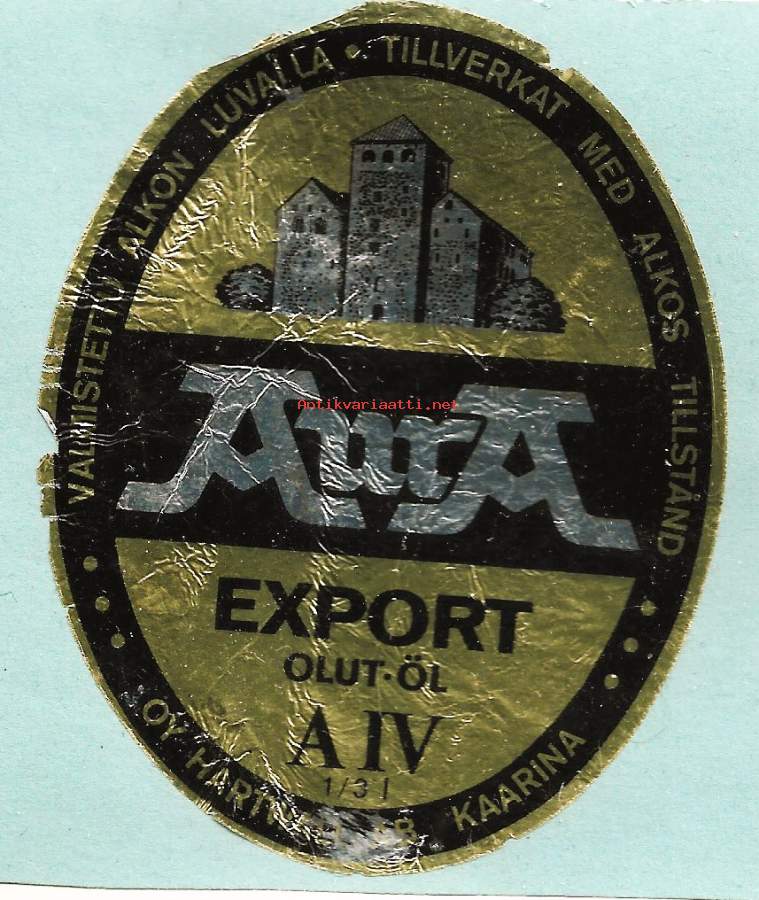 VALMISTETTU ALKON LUVALLA • TILLVERKAT MED ALKOS TILLSTÅND
Antikvariaatti.net
AurA
EXPORT
OLUT-ÖL
A IV
1/3 l
OY HARTWALL AB KAARINA